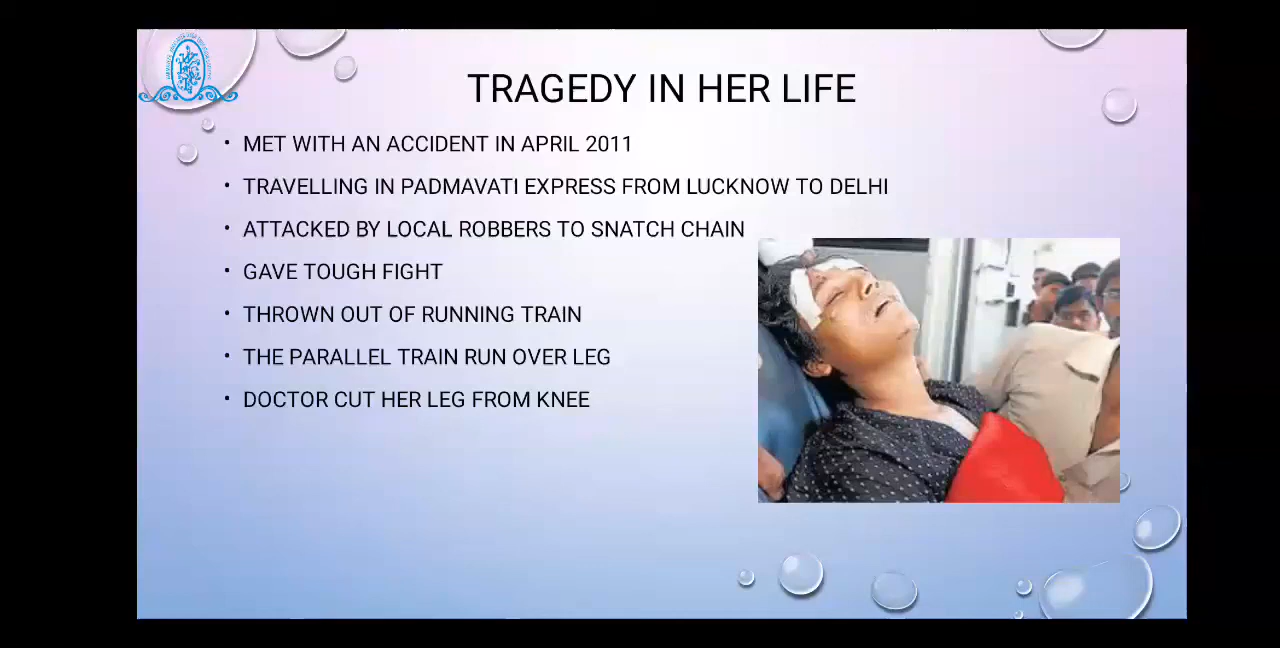 TRAGEDY IN HER LIFE
• MET WITH AN ACCIDENT IN APRIL 2011
• TRAVELLING IN PADMAVATI EXPRESS FROM LUCKNOW TO DELHI
• ATTACKED BY LOCAL ROBBERS TO SNATCH CHAIN
• GAVE TOUGH FIGHT
• THROWN OUT OF RUNNING TRAIN
• THE PARALLEL TRAIN RUN OVER LEG
• DOCTOR CUT HER LEG FROM KNEE